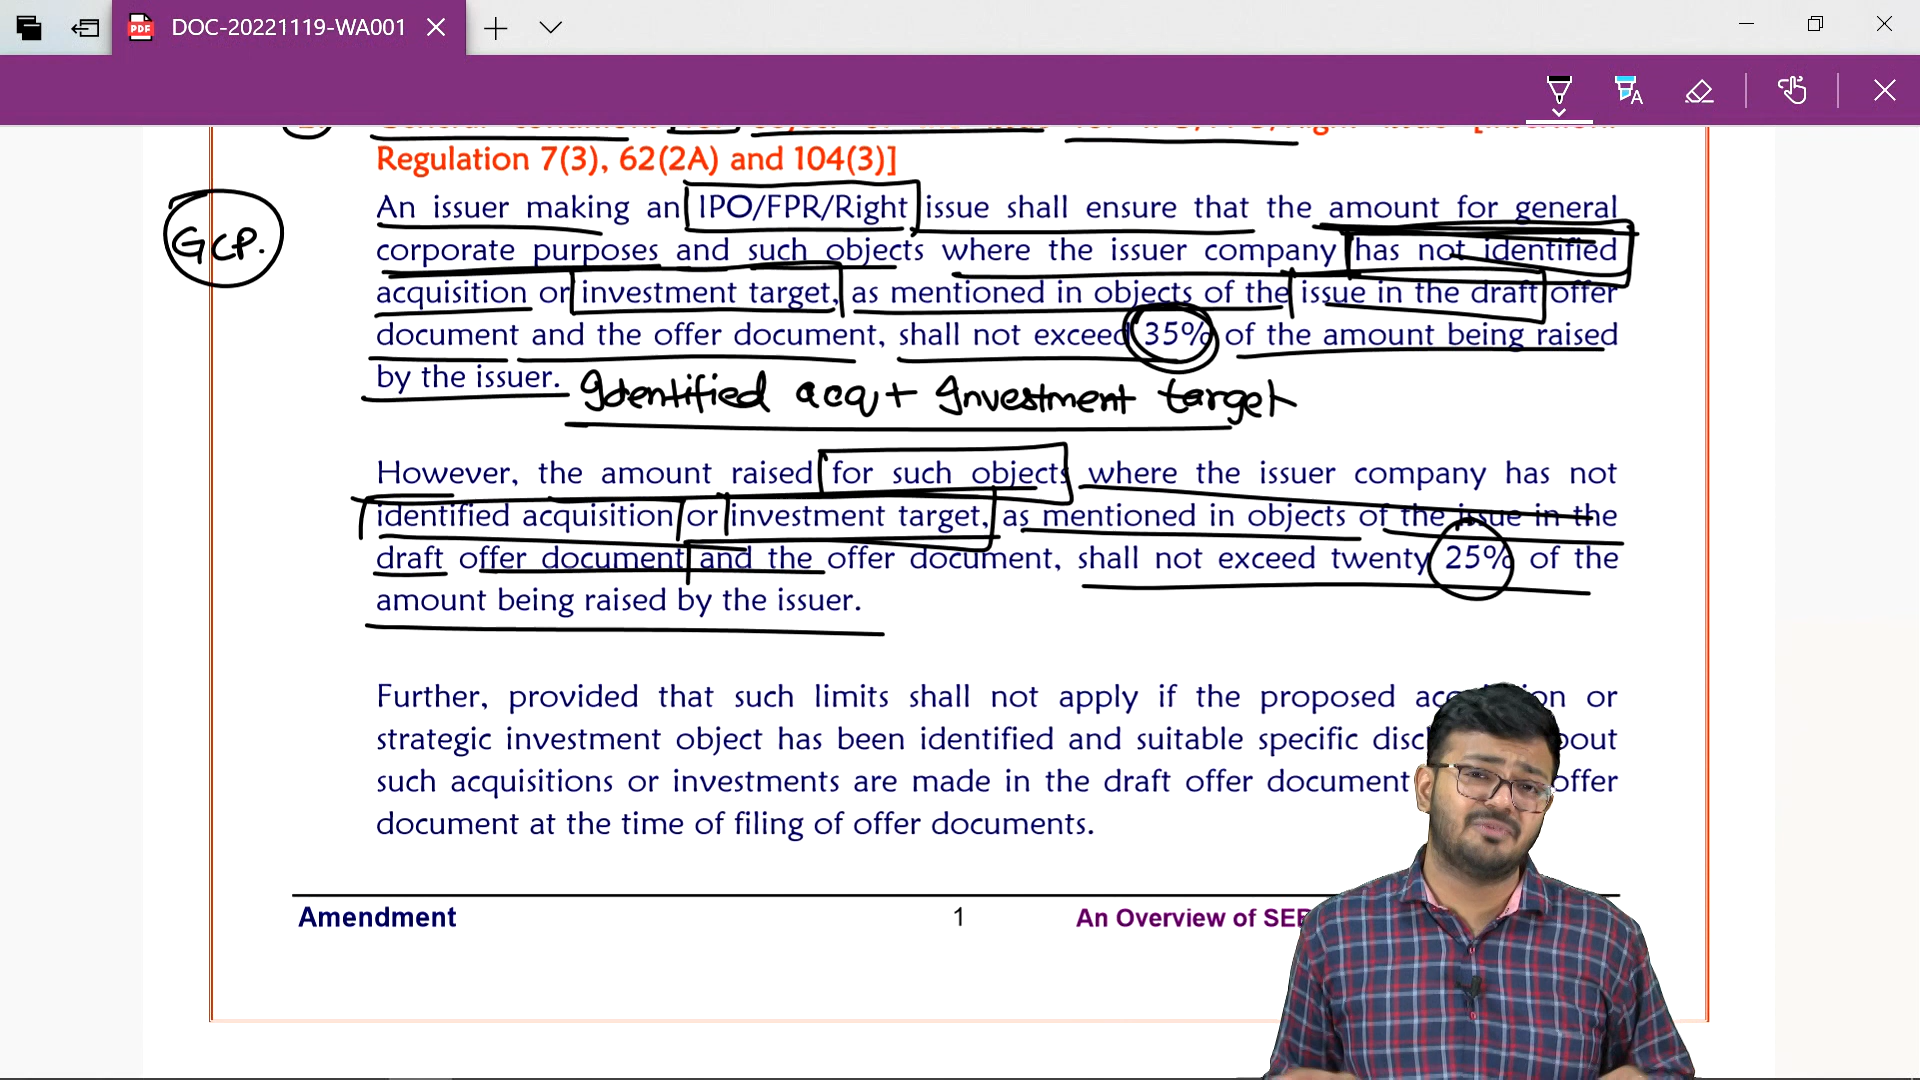 DOC-20221119-WA001
Regulation 7(3), 62(2A) and 104(3)]
An issuer making an IPO/FPR/Right issue shall ensure that the amount for general
GCP.
corporate purposes and such objects where the issuer company has not identified
acquisition or investment target, as mentioned in objects of the issue in the draft offer
document and the offer document, shall not exceed 35% of the amount being raised
by the issuer.
Identified acq + Investment target
However, the amount raised for such objects where the issuer company has not
identified acquisition or investment target, as mentioned in objects of the issue in the
draft offer document and the offer document, shall not exceed twenty 25% of the
amount being raised by the issuer.
Further, provided that such limits shall not apply if the proposed or
strategic investment object has been identified and suitable specific
such acquisitions or investments are made in the draft offer document offer
document at the time of filing of offer documents.
Amendment 1 An Overview of